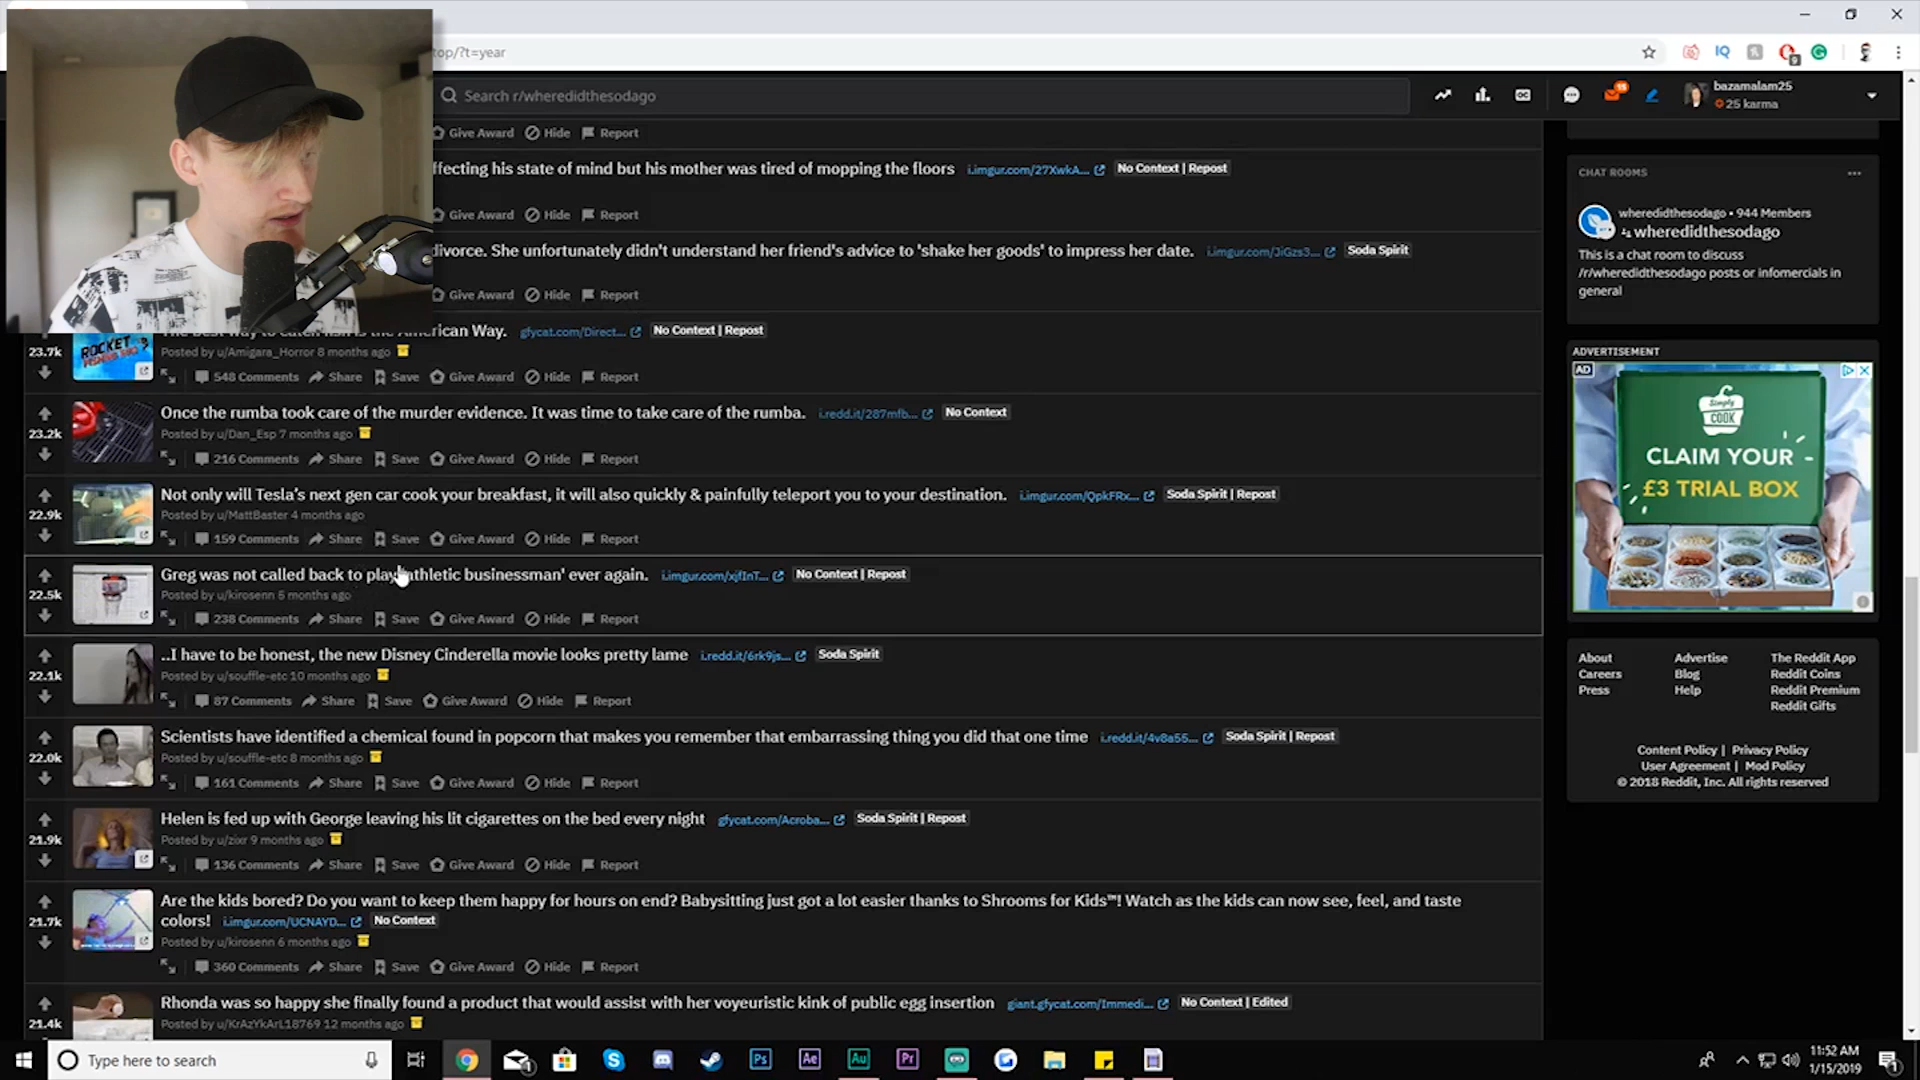 top/?t=year
9
Search r/wheredidthesodago
15
bazamalam25
25 karma
Give Award Hide Report
ffecting his state of mind but his mother was tired of mopping the floors i.imgur.com/27XwkA... No Context | Repost
Give Award Hide Report
divorce. She unfortunately didn't understand her friend's advice to 'shake her goods' to impress her date. i.imgur.com/JiGzs3... Soda Spirit
Give Award Hide Report
The best way to catch fish is the American Way. gfycat.com/Direct... No Context | Repost
23.7k
ROCKET
Posted by u/Amigara_Horror 8 months ago
548 Comments Share Save Give Award Hide Report
Once the rumba took care of the murder evidence. It was time to take care of the rumba. i.redd.it/287mfb... No Context
23.2k
Posted by u/Dan_Esp 7 months ago
216 Comments Share Save Give Award Hide Report
Not only will Tesla's next gen car cook your breakfast, it will also quickly & painfully teleport you to your destination. i.imgur.com/QpkFRx... Soda Spirit | Repost
22.9k
Posted by u/MattBaster 4 months ago
159 Comments Share Save Give Award Hide Report
Greg was not called back to play 'athletic businessman' ever again. i.imgur.com/xjfInT... No Context | Repost
22.5k
Posted by u/kirosenn 5 months ago
238 Comments Share Save Give Award Hide Report
..I have to be honest, the new Disney Cinderella movie looks pretty lame i.redd.it/6rk9js... Soda Spirit
22.1k
Posted by u/souffle-etc 10 months ago
87 Comments Share Save Give Award Hide Report
Scientists have identified a chemical found in popcorn that makes you remember that embarrassing thing you did that one time i.redd.it/4v8a55... Soda Spirit | Repost
22.0k
Posted by u/souffle-etc 8 months ago
161 Comments Share Save Give Award Hide Report
Helen is fed up with George leaving his lit cigarettes on the bed every night gfycat.com/Acroba... Soda Spirit | Repost
21.9k
Posted by u/zixr 9 months ago
136 Comments Share Save Give Award Hide Report
Are the kids bored? Do you want to keep them happy for hours on end? Babysitting just got a lot easier thanks to Shrooms for Kids™! Watch as the kids can now see, feel, and taste
colors! i.imgur.com/UCNAYD... No Context
21.7k
Posted by u/kirosenn 6 months ago
360 Comments Share Save Give Award Hide Report
Rhonda was so happy she finally found a product that would assist with her voyeuristic kink of public egg insertion giant.gfycat.com/Immedi... No Context | Edited
21.4k
Posted by u/KrAzYkArL18769 12 months ago
CHAT ROOMS
wheredidthesodago • 944 Members
wheredidthesodago
This is a chat room to discuss
/r/wheredidthesodago posts or infomercials in
general
ADVERTISEMENT
AD
Simply
COOK
CLAIM YOUR
£3 TRIAL BOX
About Advertise The Reddit App
Careers Blog Reddit Coins
Press Help Reddit Premium
Reddit Gifts
Content Policy | Privacy Policy
User Agreement | Mod Policy
© 2018 Reddit, Inc. All rights reserved
Type here to search
Ps Ae Au Pr
11:52 AM
1/15/2019